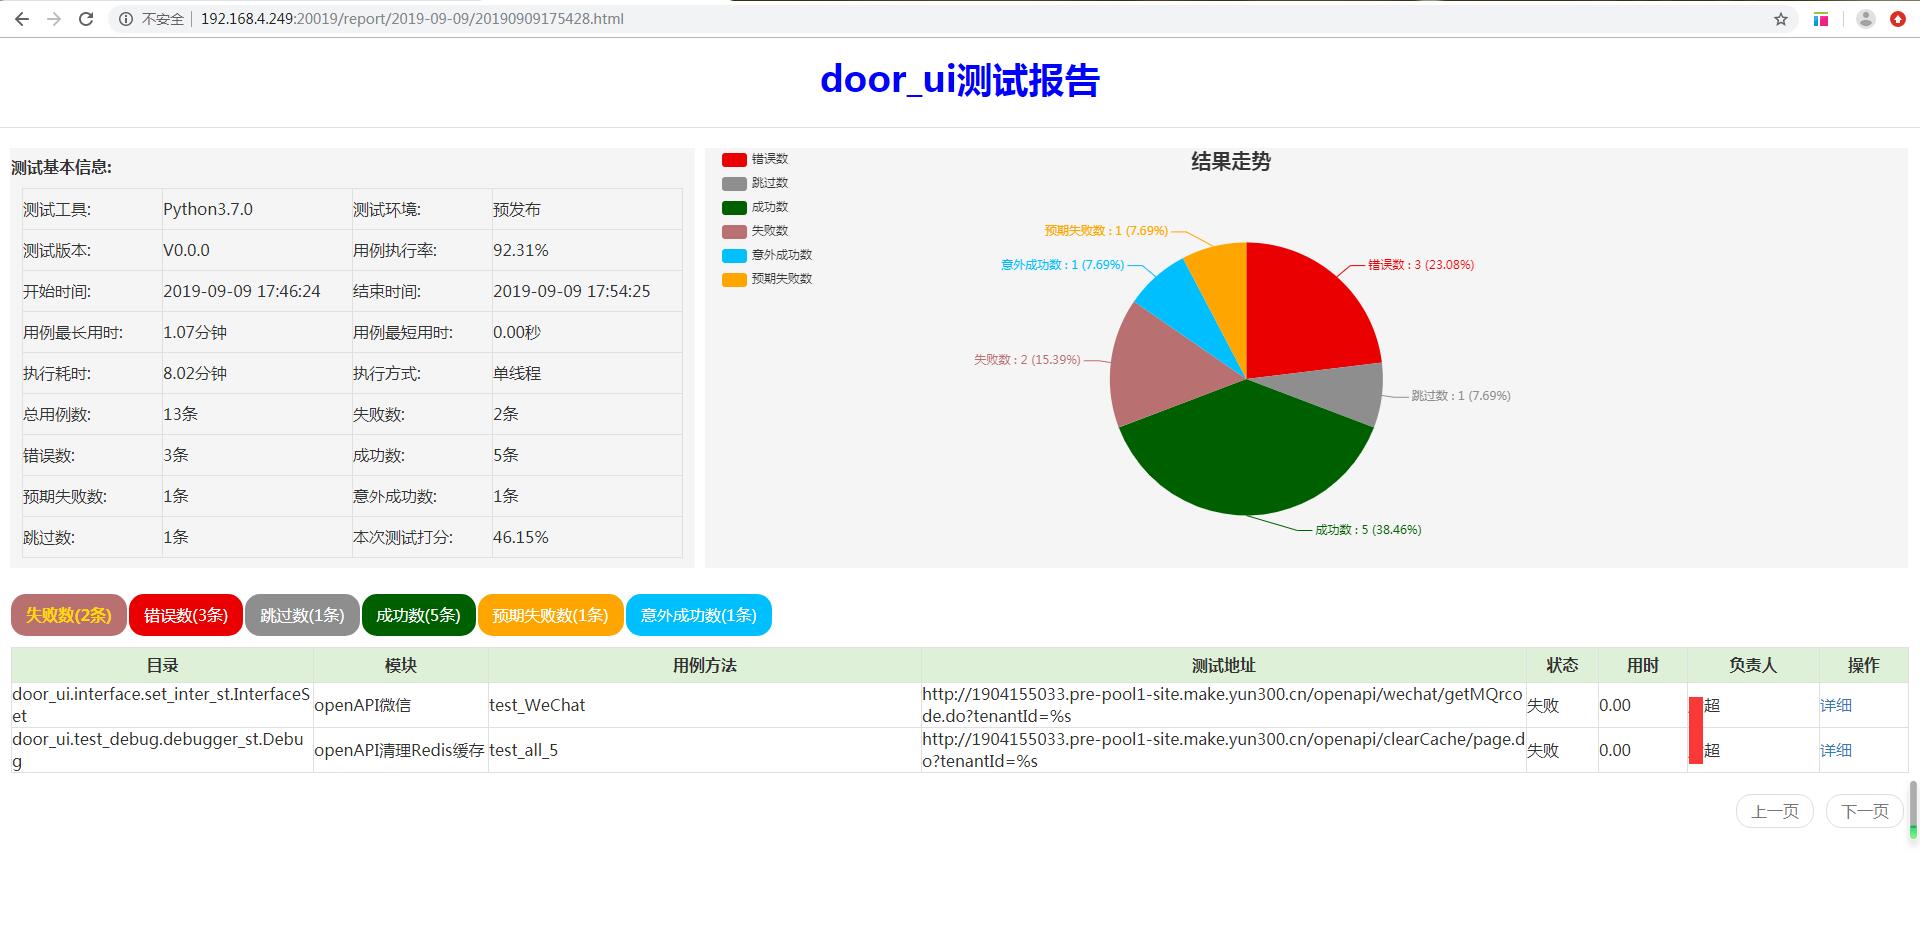 不安全 192.168.4.249:20019/report/2019-09-09/20190909175428.html
door_ui测试报告
测试基本信息:
测试工具: Python3.7.0 测试环境: 预发布
测试版本: V0.0.0 用例执行率: 92.31%
开始时间: 2019-09-09 17:46:24 结束时间: 2019-09-09 17:54:25
用例最长用时: 1.07分钟 用例最短用时: 0.00秒
执行耗时: 8.02分钟 执行方式: 单线程
总用例数: 13条 失败数: 2条
错误数: 3条 成功数: 5条
预期失败数: 1条 意外成功数: 1条
跳过数: 1条 本次测试打分: 46.15%
结果走势
错误数
跳过数
成功数
失败数
意外成功数
预期失败数
预期失败数 : 1 (7.69%)
意外成功数 : 1 (7.69%)
错误数 : 3 (23.08%)
失败数 : 2 (15.39%)
跳过数 : 1 (7.69%)
成功数 : 5 (38.46%)
失败数(2条) 错误数(3条) 跳过数(1条) 成功数(5条) 预期失败数(1条) 意外成功数(1条)
目录 模块 用例方法 测试地址 状态 用时 负责人 操作
door_ui.interface.set_inter_st.InterfaceS
et
openAPI微信 test_WeChat
http://1904155033.pre-pool1-site.make.yun300.cn/openapi/wechat/getMQrco
de.do?tenantId=%s
失败 0.00 超 详细
door_ui.test_debug.debugger_st.Debu
g
openAPI清理Redis缓存 test_all_5
http://1904155033.pre-pool1-site.make.yun300.cn/openapi/clearCache/page.d
o?tenantId=%s
失败 0.00 超 详细
上一页 下一页